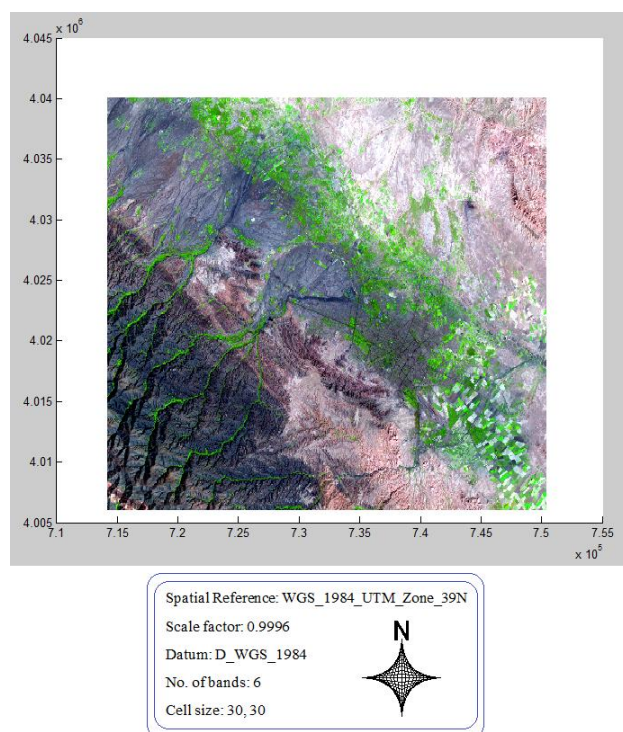 x 10^6
4.045
4.04
4.035
4.03
4.025
4.02
4.015
4.01
4.005
7.1
7.15
7.2
7.25
7.3
7.35
7.4
7.45
7.5
7.55
x 10^5
Spatial Reference: WGS_1984_UTM_Zone_39N
Scale factor: 0.9996
Datum: D_WGS_1984
No. of bands: 6
Cell size: 30, 30
N